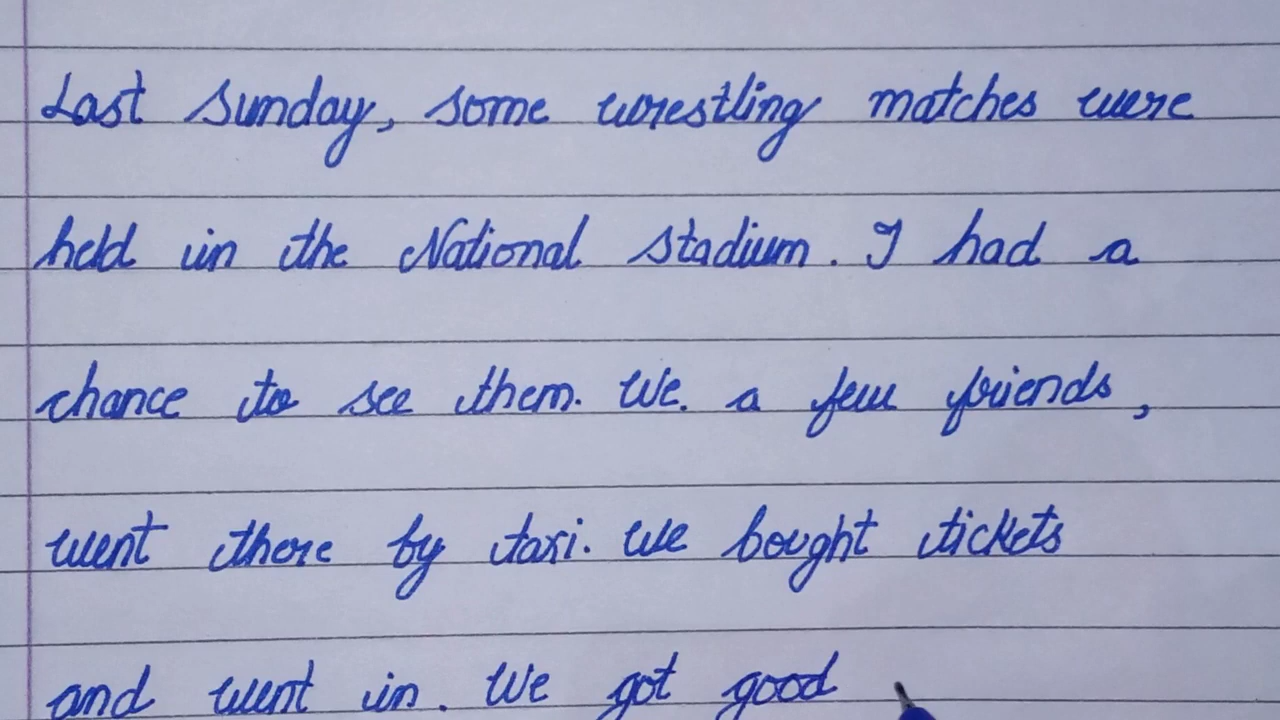 Last Sunday, some wrestling matches were
held in the National Stadium. I had a
chance to see them. We. a few friends,
went there by taxi. We bought tickets
and went in. We got good